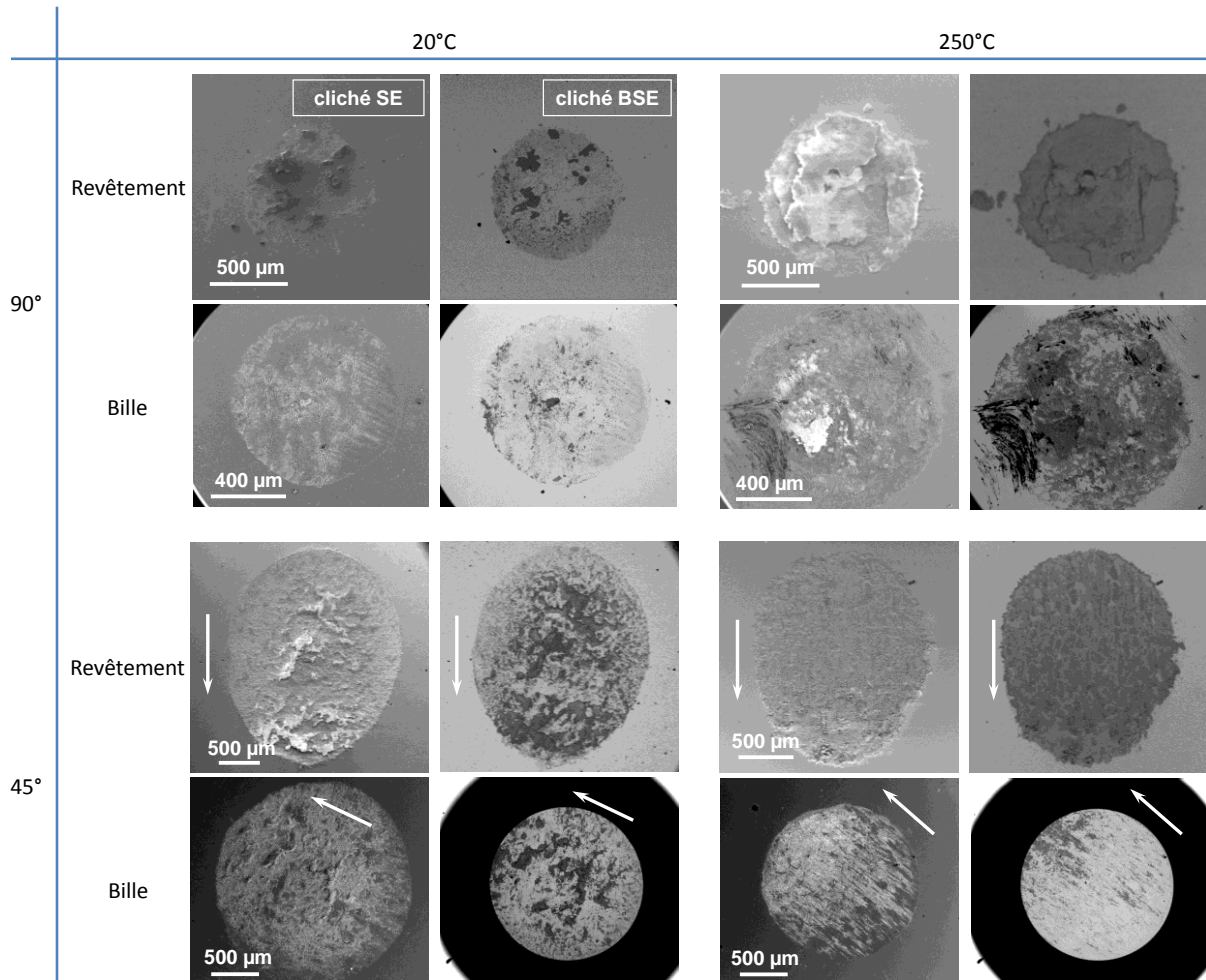 20°C 250°C
cliché SE cliché BSE
Revêtement
500 µm 500 µm
90°
Bille
400 µm 400 µm
Revêtement
500 µm 500 µm
45°
Bille
500 µm 500 µm